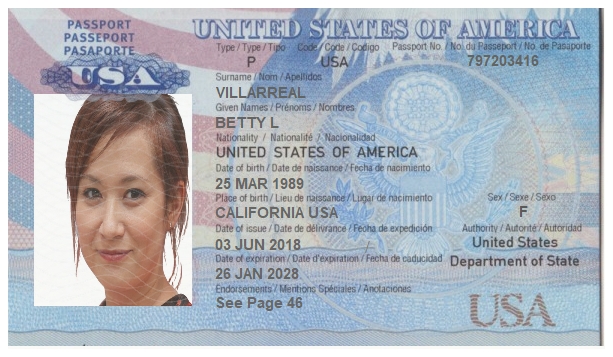 PASSPORT
PASSEPORT
PASAPORTE
USA
UNITED STATES OF AMERICA
Type / Type / Tipo Code / Code / Codigo Passport No. / No. du Passeport / No. de Pasaporte
P USA 797203416
Surname / Nom / Apellidos
VILLARREAL
Given Names / Prénoms / Nombres
BETTY L
Nationality / Nationalité / Nacionalidad
UNITED STATES OF AMERICA
Date of birth / Date de naissance / Fecha de nacimiento
25 MAR 1989
Place of birth / Lieu de naissance / Lugar de nacimiento Sex / Sexe / Sexo
CALIFORNIA USA F
Date of issue / Date de délivrance / Fecha de expedición Authority / Autorité / Autoridad
03 JUN 2018 United States
Date of expiration / Date d'expiration / Fecha de caducidad Department of State
26 JAN 2028
Endorsements / Mentions Spéciales / Anotaciones
See Page 46
USA